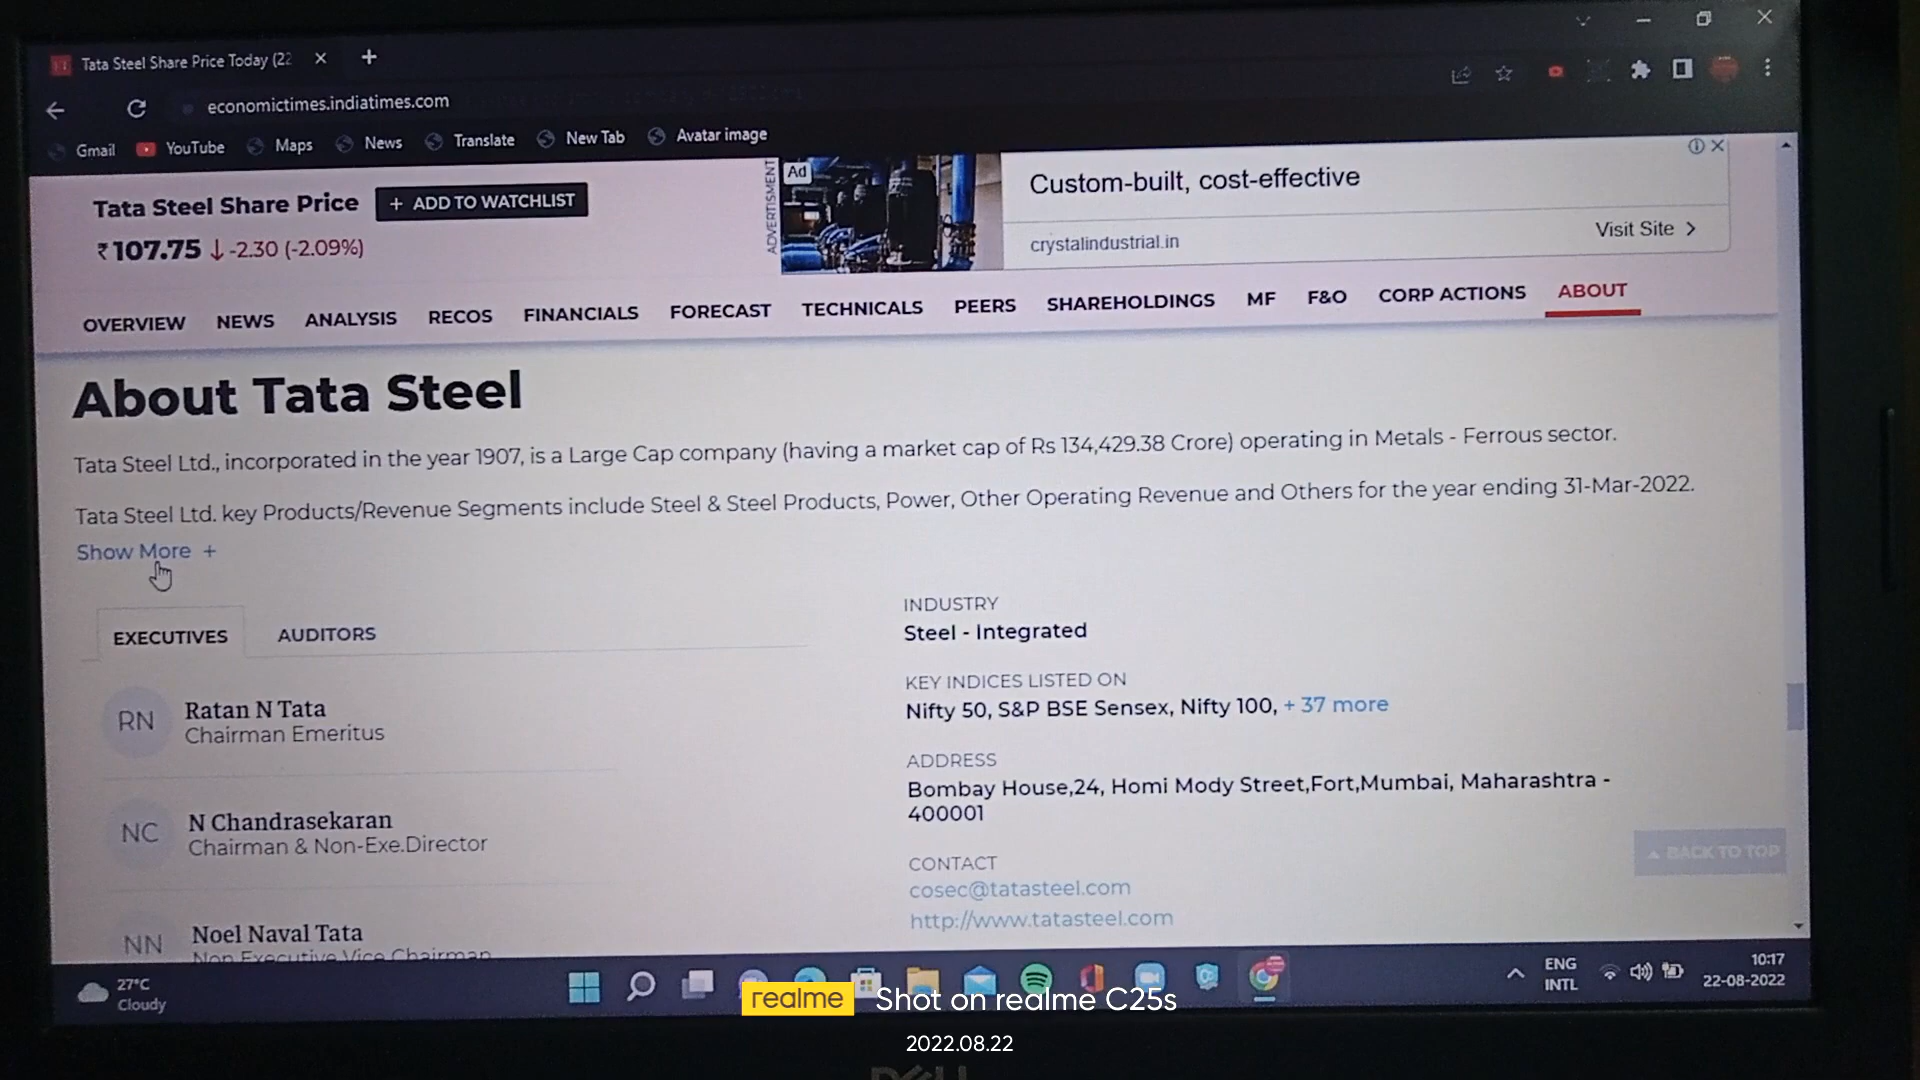 Tata Steel Share Price Today (22
economictimes.indiatimes.com
Gmail YouTube Maps News Translate New Tab Avatar image
Tata Steel Share Price + ADD TO WATCHLIST
₹107.75 ↓ -2.30 (-2.09%)
ADVERTISMENT
Ad
Custom-built, cost-effective
crystalindustrial.in
Visit Site >
OVERVIEW NEWS ANALYSIS RECOS FINANCIALS FORECAST TECHNICALS PEERS SHAREHOLDINGS MF F&O CORP ACTIONS ABOUT
About Tata Steel
Tata Steel Ltd., incorporated in the year 1907, is a Large Cap company (having a market cap of Rs 134,429.38 Crore) operating in Metals - Ferrous sector.
Tata Steel Ltd. key Products/Revenue Segments include Steel & Steel Products, Power, Other Operating Revenue and Others for the year ending 31-Mar-2022.
Show More +
EXECUTIVES AUDITORS
RN Ratan N Tata
Chairman Emeritus
NC N Chandrasekaran
Chairman & Non-Exe.Director
NN Noel Naval Tata
Non Executive Vice Chairman
INDUSTRY
Steel - Integrated
KEY INDICES LISTED ON
Nifty 50, S&P BSE Sensex, Nifty 100, + 37 more
ADDRESS
Bombay House,24, Homi Mody Street,Fort,Mumbai, Maharashtra -
400001
CONTACT
cosec@tatasteel.com
http://www.tatasteel.com
BACK TO TOP
27°C
Cloudy
ENG
INTL
10:17
22-08-2022
realme Shot on realme C25s
2022.08.22
DELL